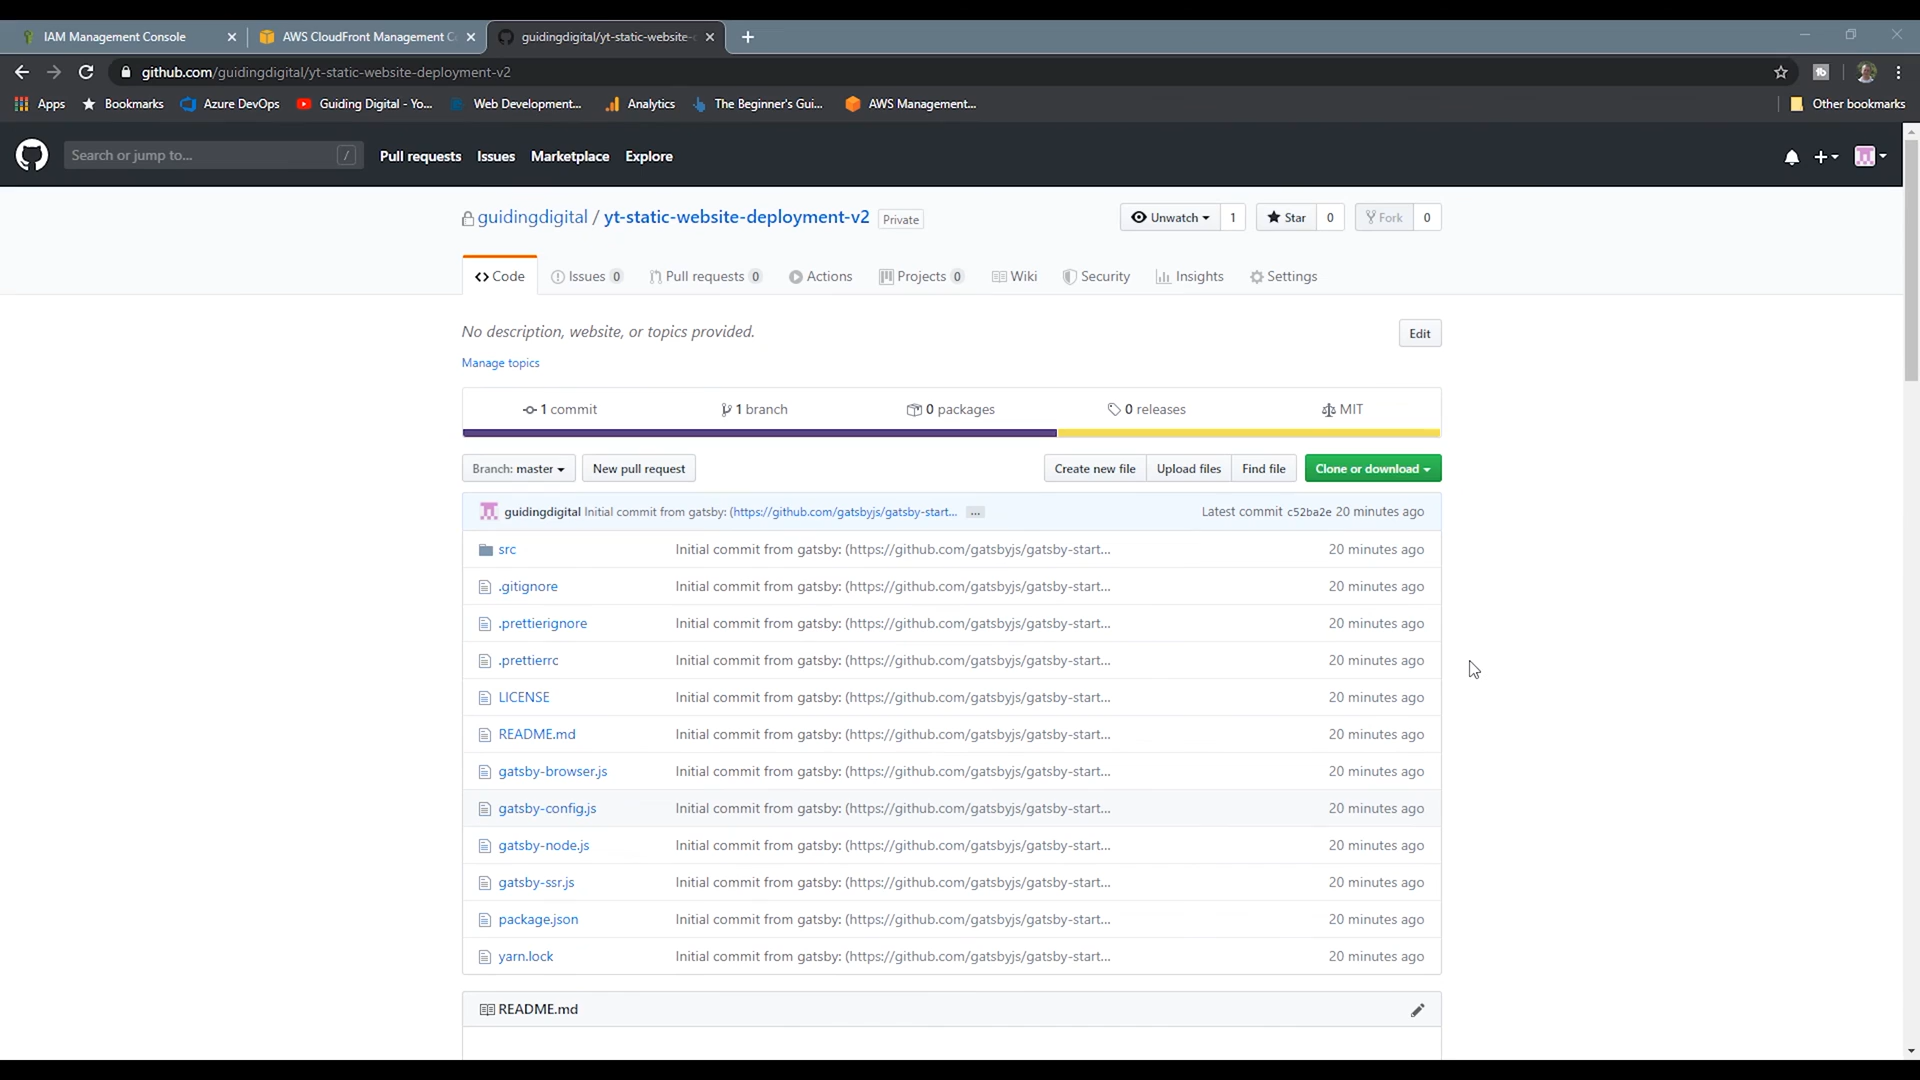 IAM Management Console
AWS CloudFront Management C
guidingdigital/yt-static-website-
github.com/guidingdigital/yt-static-website-deployment-v2
Apps Bookmarks Azure DevOps Guiding Digital - Yo... Web Development... Analytics The Beginner's Gui... AWS Management... Other bookmarks
Search or jump to... / Pull requests Issues Marketplace Explore
guidingdigital / yt-static-website-deployment-v2 Private Unwatch 1 Star 0 Fork 0
Code Issues 0 Pull requests 0 Actions Projects 0 Wiki Security Insights Settings
No description, website, or topics provided. Edit
Manage topics
1 commit 1 branch 0 packages 0 releases MIT
Branch: master New pull request Create new file Upload files Find file Clone or download
guidingdigital Initial commit from gatsby: (https://github.com/gatsbyjs/gatsby-start... ... Latest commit c52ba2e 20 minutes ago
src Initial commit from gatsby: (https://github.com/gatsbyjs/gatsby-start... 20 minutes ago
.gitignore Initial commit from gatsby: (https://github.com/gatsbyjs/gatsby-start... 20 minutes ago
.prettierignore Initial commit from gatsby: (https://github.com/gatsbyjs/gatsby-start... 20 minutes ago
.prettierrc Initial commit from gatsby: (https://github.com/gatsbyjs/gatsby-start... 20 minutes ago
LICENSE Initial commit from gatsby: (https://github.com/gatsbyjs/gatsby-start... 20 minutes ago
README.md Initial commit from gatsby: (https://github.com/gatsbyjs/gatsby-start... 20 minutes ago
gatsby-browser.js Initial commit from gatsby: (https://github.com/gatsbyjs/gatsby-start... 20 minutes ago
gatsby-config.js Initial commit from gatsby: (https://github.com/gatsbyjs/gatsby-start... 20 minutes ago
gatsby-node.js Initial commit from gatsby: (https://github.com/gatsbyjs/gatsby-start... 20 minutes ago
gatsby-ssr.js Initial commit from gatsby: (https://github.com/gatsbyjs/gatsby-start... 20 minutes ago
package.json Initial commit from gatsby: (https://github.com/gatsbyjs/gatsby-start... 20 minutes ago
yarn.lock Initial commit from gatsby: (https://github.com/gatsbyjs/gatsby-start... 20 minutes ago
README.md